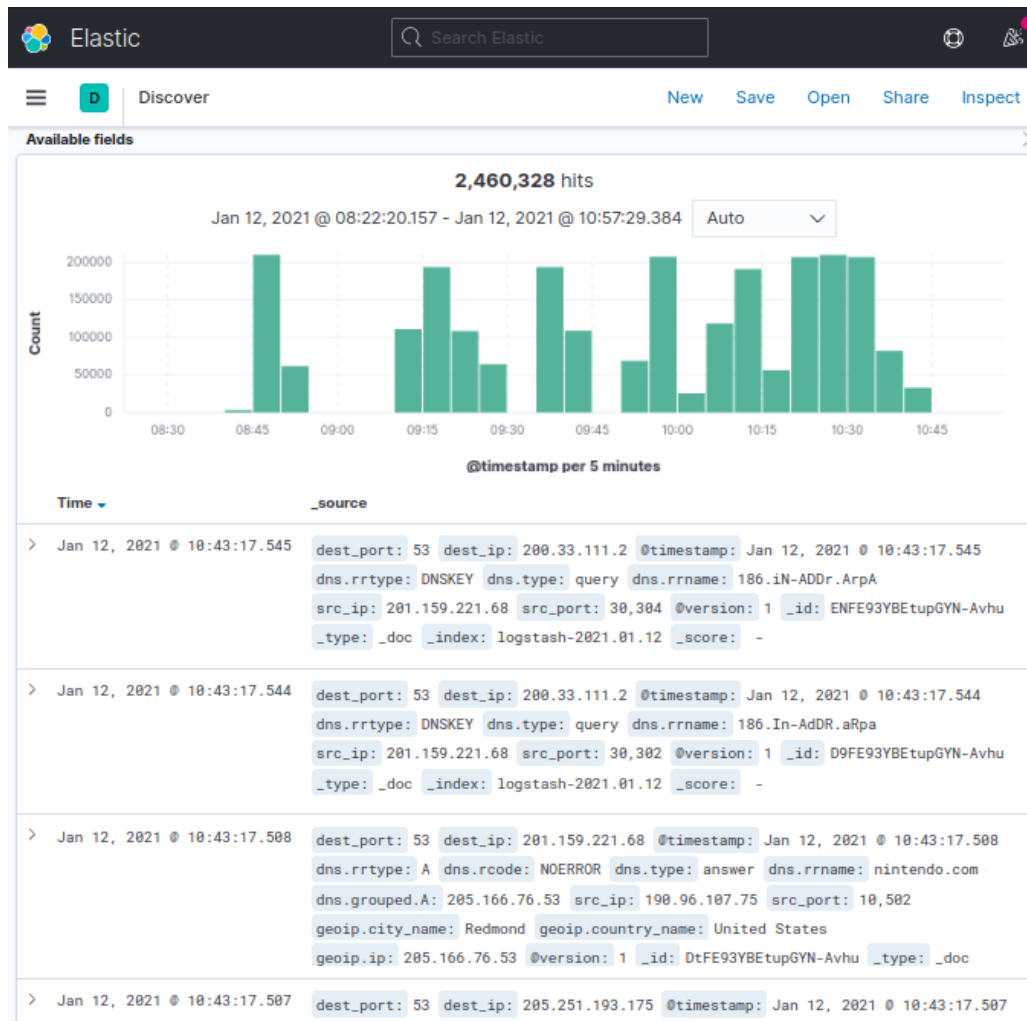 Elastic
Search Elastic
D
Discover
New
Save
Open
Share
Inspect
Available fields
2,460,328 hits
Jan 12, 2021 @ 08:22:20.157 - Jan 12, 2021 @ 10:57:29.384
Auto
Count
200000
150000
100000
50000
0
08:30
08:45
09:00
09:15
09:30
09:45
10:00
10:15
10:30
10:45
@timestamp per 5 minutes
Time
_source
Jan 12, 2021 @ 10:43:17.545
dest_port: 53 dest_ip: 200.33.111.2 @timestamp: Jan 12, 2021 @ 10:43:17.545
dns.rrtype: DNSKEY dns.type: query dns.rrname: 186.iN-ADDr.ArpA
src_ip: 201.159.221.68 src_port: 30,304 @version: 1 _id: ENFE93YBEtupGYN-Avhu
_type: _doc _index: logstash-2021.01.12 _score: -
Jan 12, 2021 @ 10:43:17.544
dest_port: 53 dest_ip: 200.33.111.2 @timestamp: Jan 12, 2021 @ 10:43:17.544
dns.rrtype: DNSKEY dns.type: query dns.rrname: 186.In-AdDR.aRpa
src_ip: 201.159.221.68 src_port: 30,302 @version: 1 _id: D9FE93YBEtupGYN-Avhu
_type: _doc _index: logstash-2021.01.12 _score: -
Jan 12, 2021 @ 10:43:17.508
dest_port: 53 dest_ip: 201.159.221.68 @timestamp: Jan 12, 2021 @ 10:43:17.508
dns.rrtype: A dns.rcode: NOERROR dns.type: answer dns.rrname: nintendo.com
dns.grouped.A: 205.166.76.53 src_ip: 190.96.107.75 src_port: 10,502
geoip.city_name: Redmond geoip.country_name: United States
geoip.ip: 205.166.76.53 @version: 1 _id: DtFE93YBEtupGYN-Avhu _type: _doc
Jan 12, 2021 @ 10:43:17.507
dest_port: 53 dest_ip: 205.251.193.175 @timestamp: Jan 12, 2021 @ 10:43:17.507